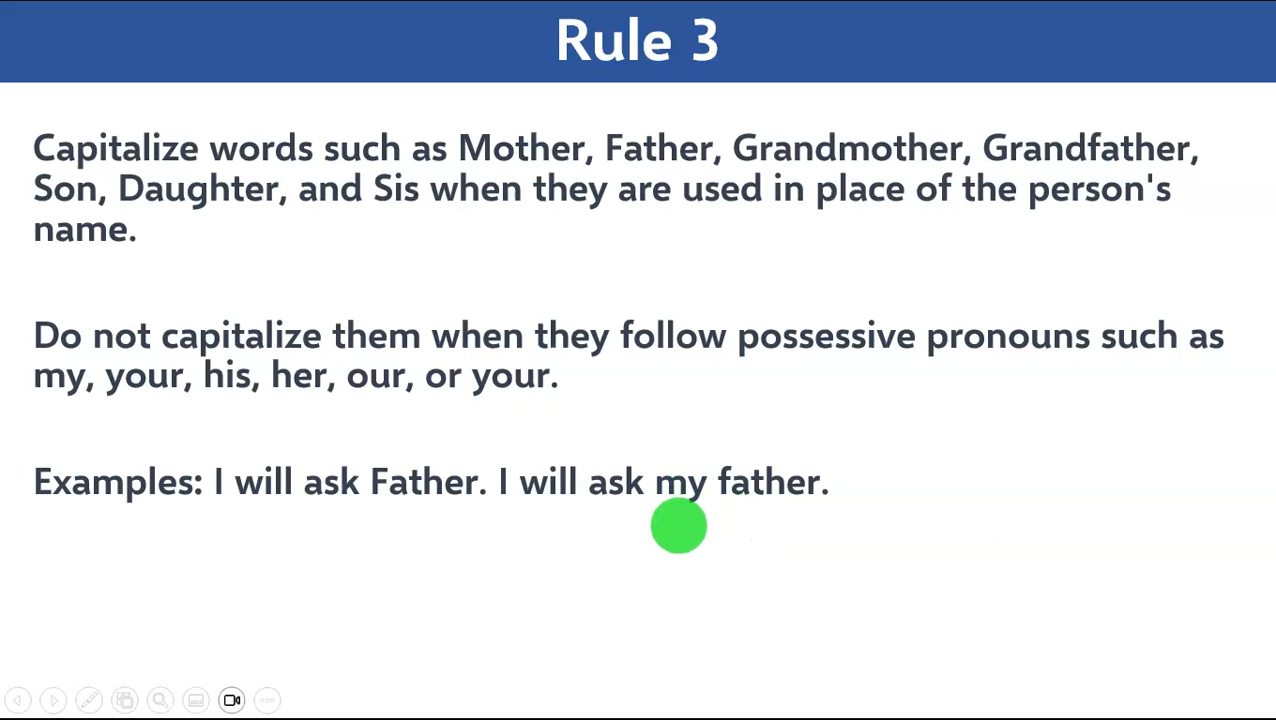 Rule 3
Capitalize words such as Mother, Father, Grandmother, Grandfather,
Son, Daughter, and Sis when they are used in place of the person's
name.
Do not capitalize them when they follow possessive pronouns such as
my, your, his, her, our, or your.
Examples: I will ask Father. I will ask my father.